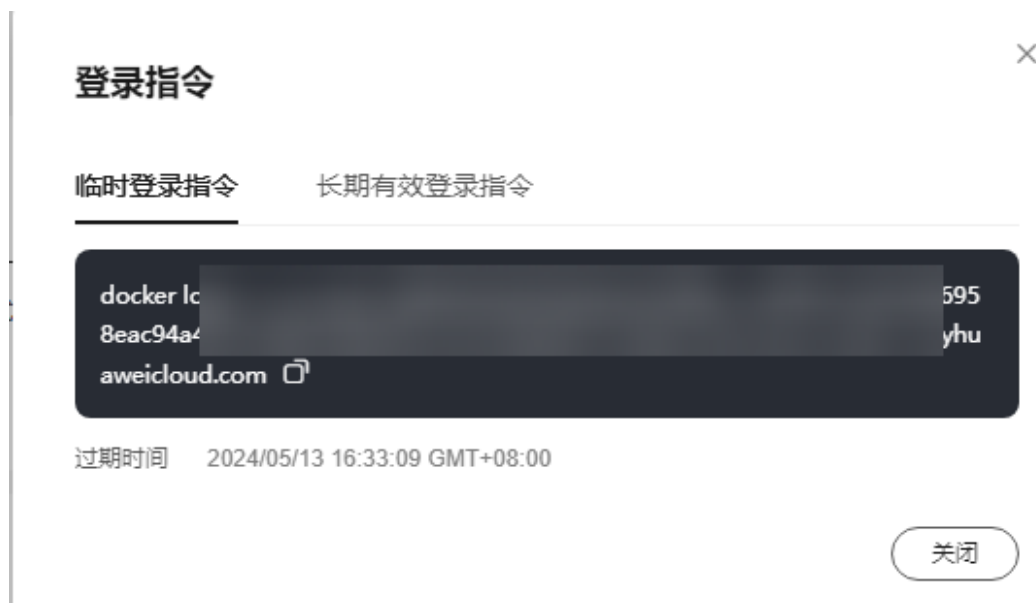 登录指令
临时登录指令 长期有效登录指令
docker lo 695
8eac94a4 yhu
aweicloud.com
过期时间 2024/05/13 16:33:09 GMT+08:00
关闭